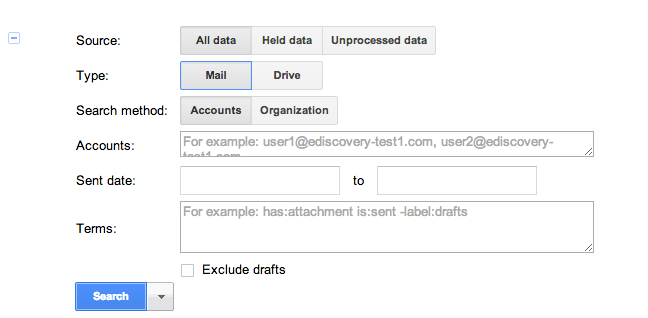 Source: All data Held data Unprocessed data
Type: Mail Drive
Search method: Accounts Organization
Accounts: For example: user1@ediscovery-test1.com, user2@ediscovery-
test1.com
Sent date: to
Terms: For example: has:attachment is:sent -label:drafts
Exclude drafts
Search